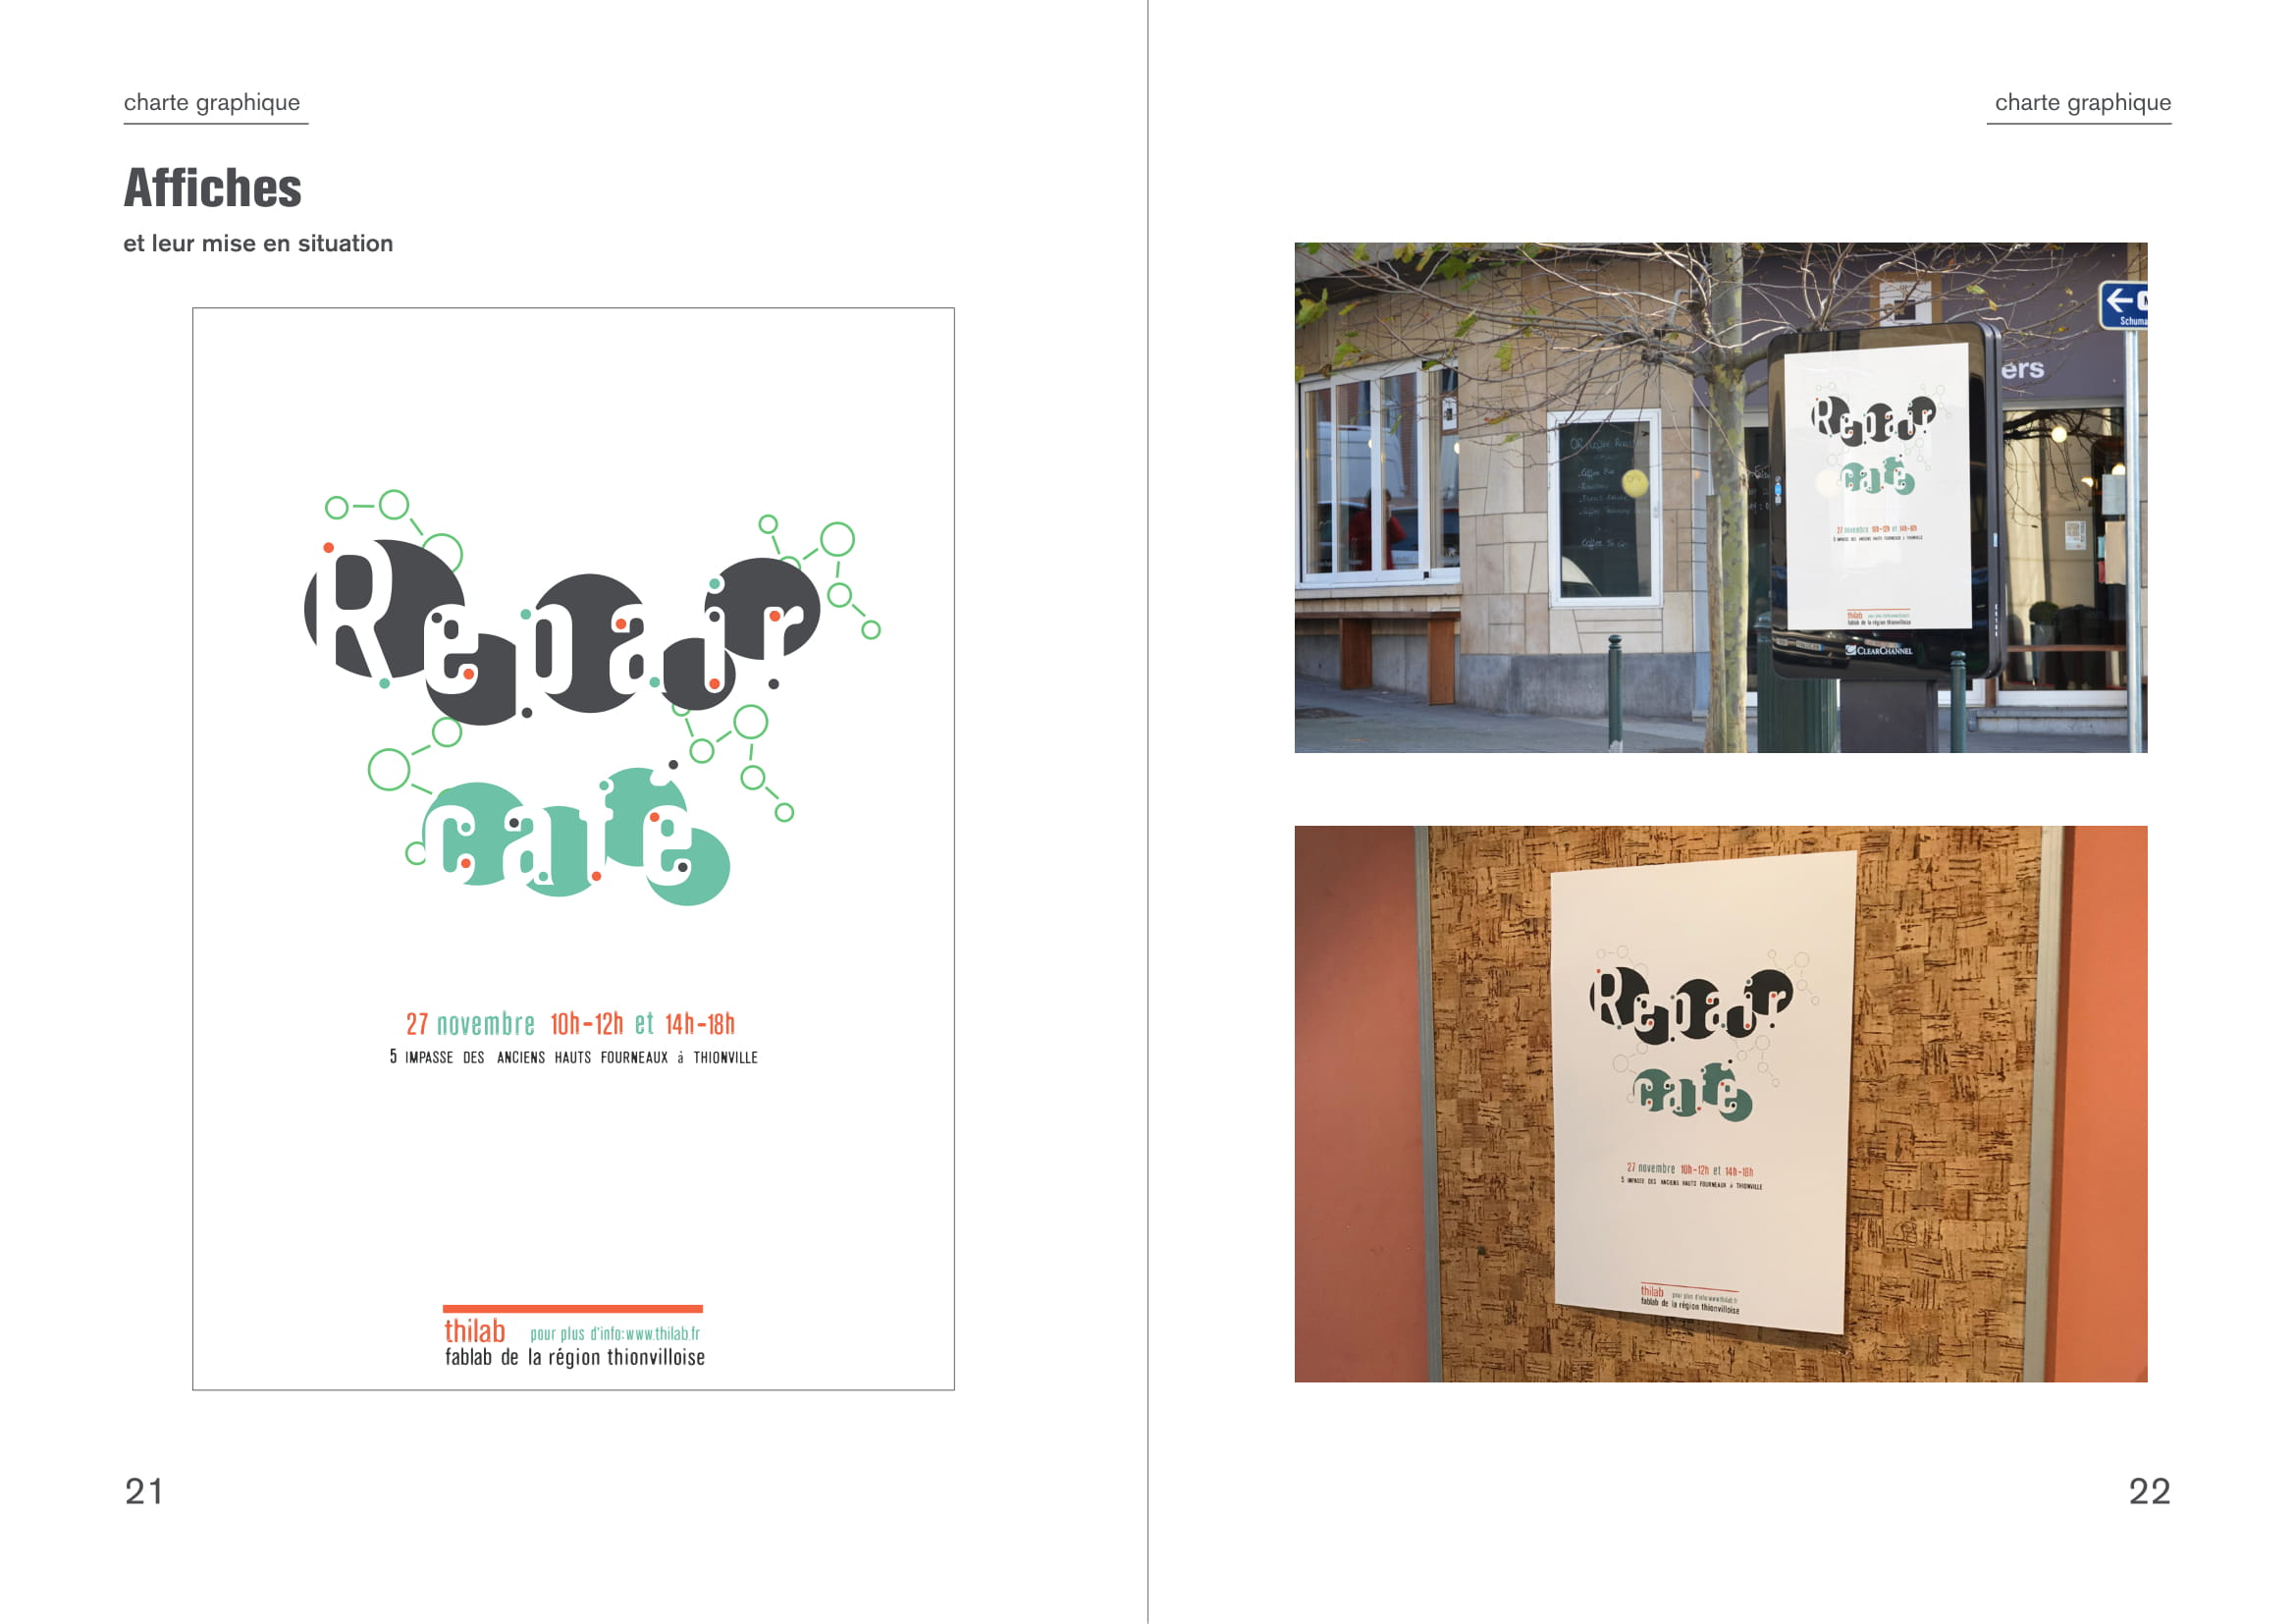 charte graphique
Affiches
et leur mise en situation
Repair
café
27 novembre 10h-12h et 14h-18h
5 IMPASSE DES ANCIENS HAUTS FOURNEAUX à THIONVILLE
thilab pour plus d'info:www.thilab.fr
fablab de la région thionvilloise
21
charte graphique
Schuma
ers
Repair
café
27 novembre 10h-12h et 14h-18h
5 IMPASSE DES ANCIENS HAUTS FOURNEAUX à THIONVILLE
thilab pour plus d'info:www.thilab.fr
fablab de la région thionvilloise
CLEARCHANNEL
Repair
café
27 novembre 10h-12h et 14h-18h
5 IMPASSE DES ANCIENS HAUTS FOURNEAUX à THIONVILLE
thilab pour plus d'info:www.thilab.fr
fablab de la région thionvilloise
22